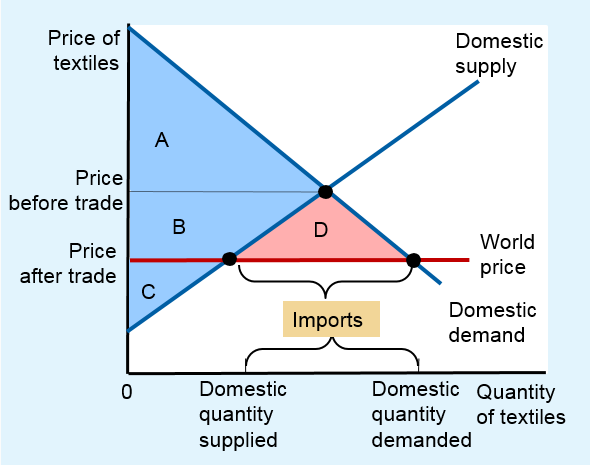 Price of
textiles
Domestic
supply
A
Price
before trade
B
D
Price
after trade
World
price
C
Imports
Domestic
demand
0
Domestic
quantity
supplied
Domestic
quantity
demanded
Quantity
of textiles